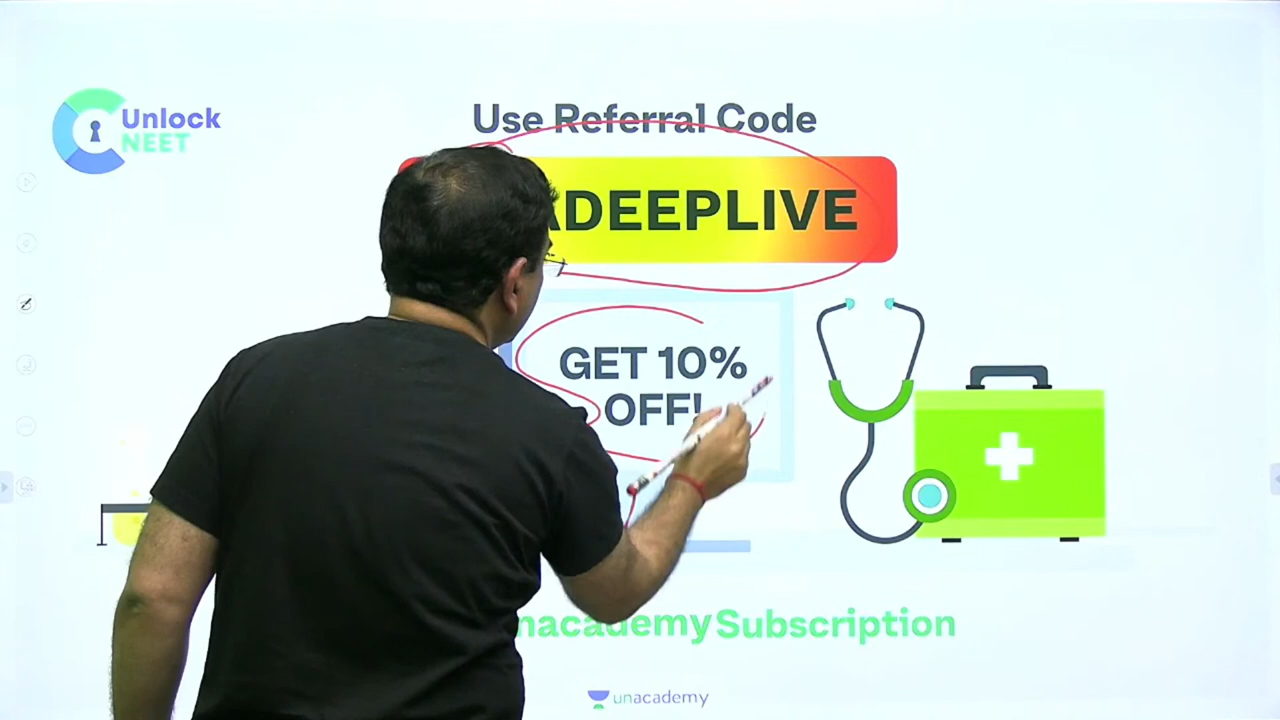 Unlock
NEET
Use Referral Code
ADEEPLIVE
GET 10%
OFF!
nacademy Subscription
unacademy